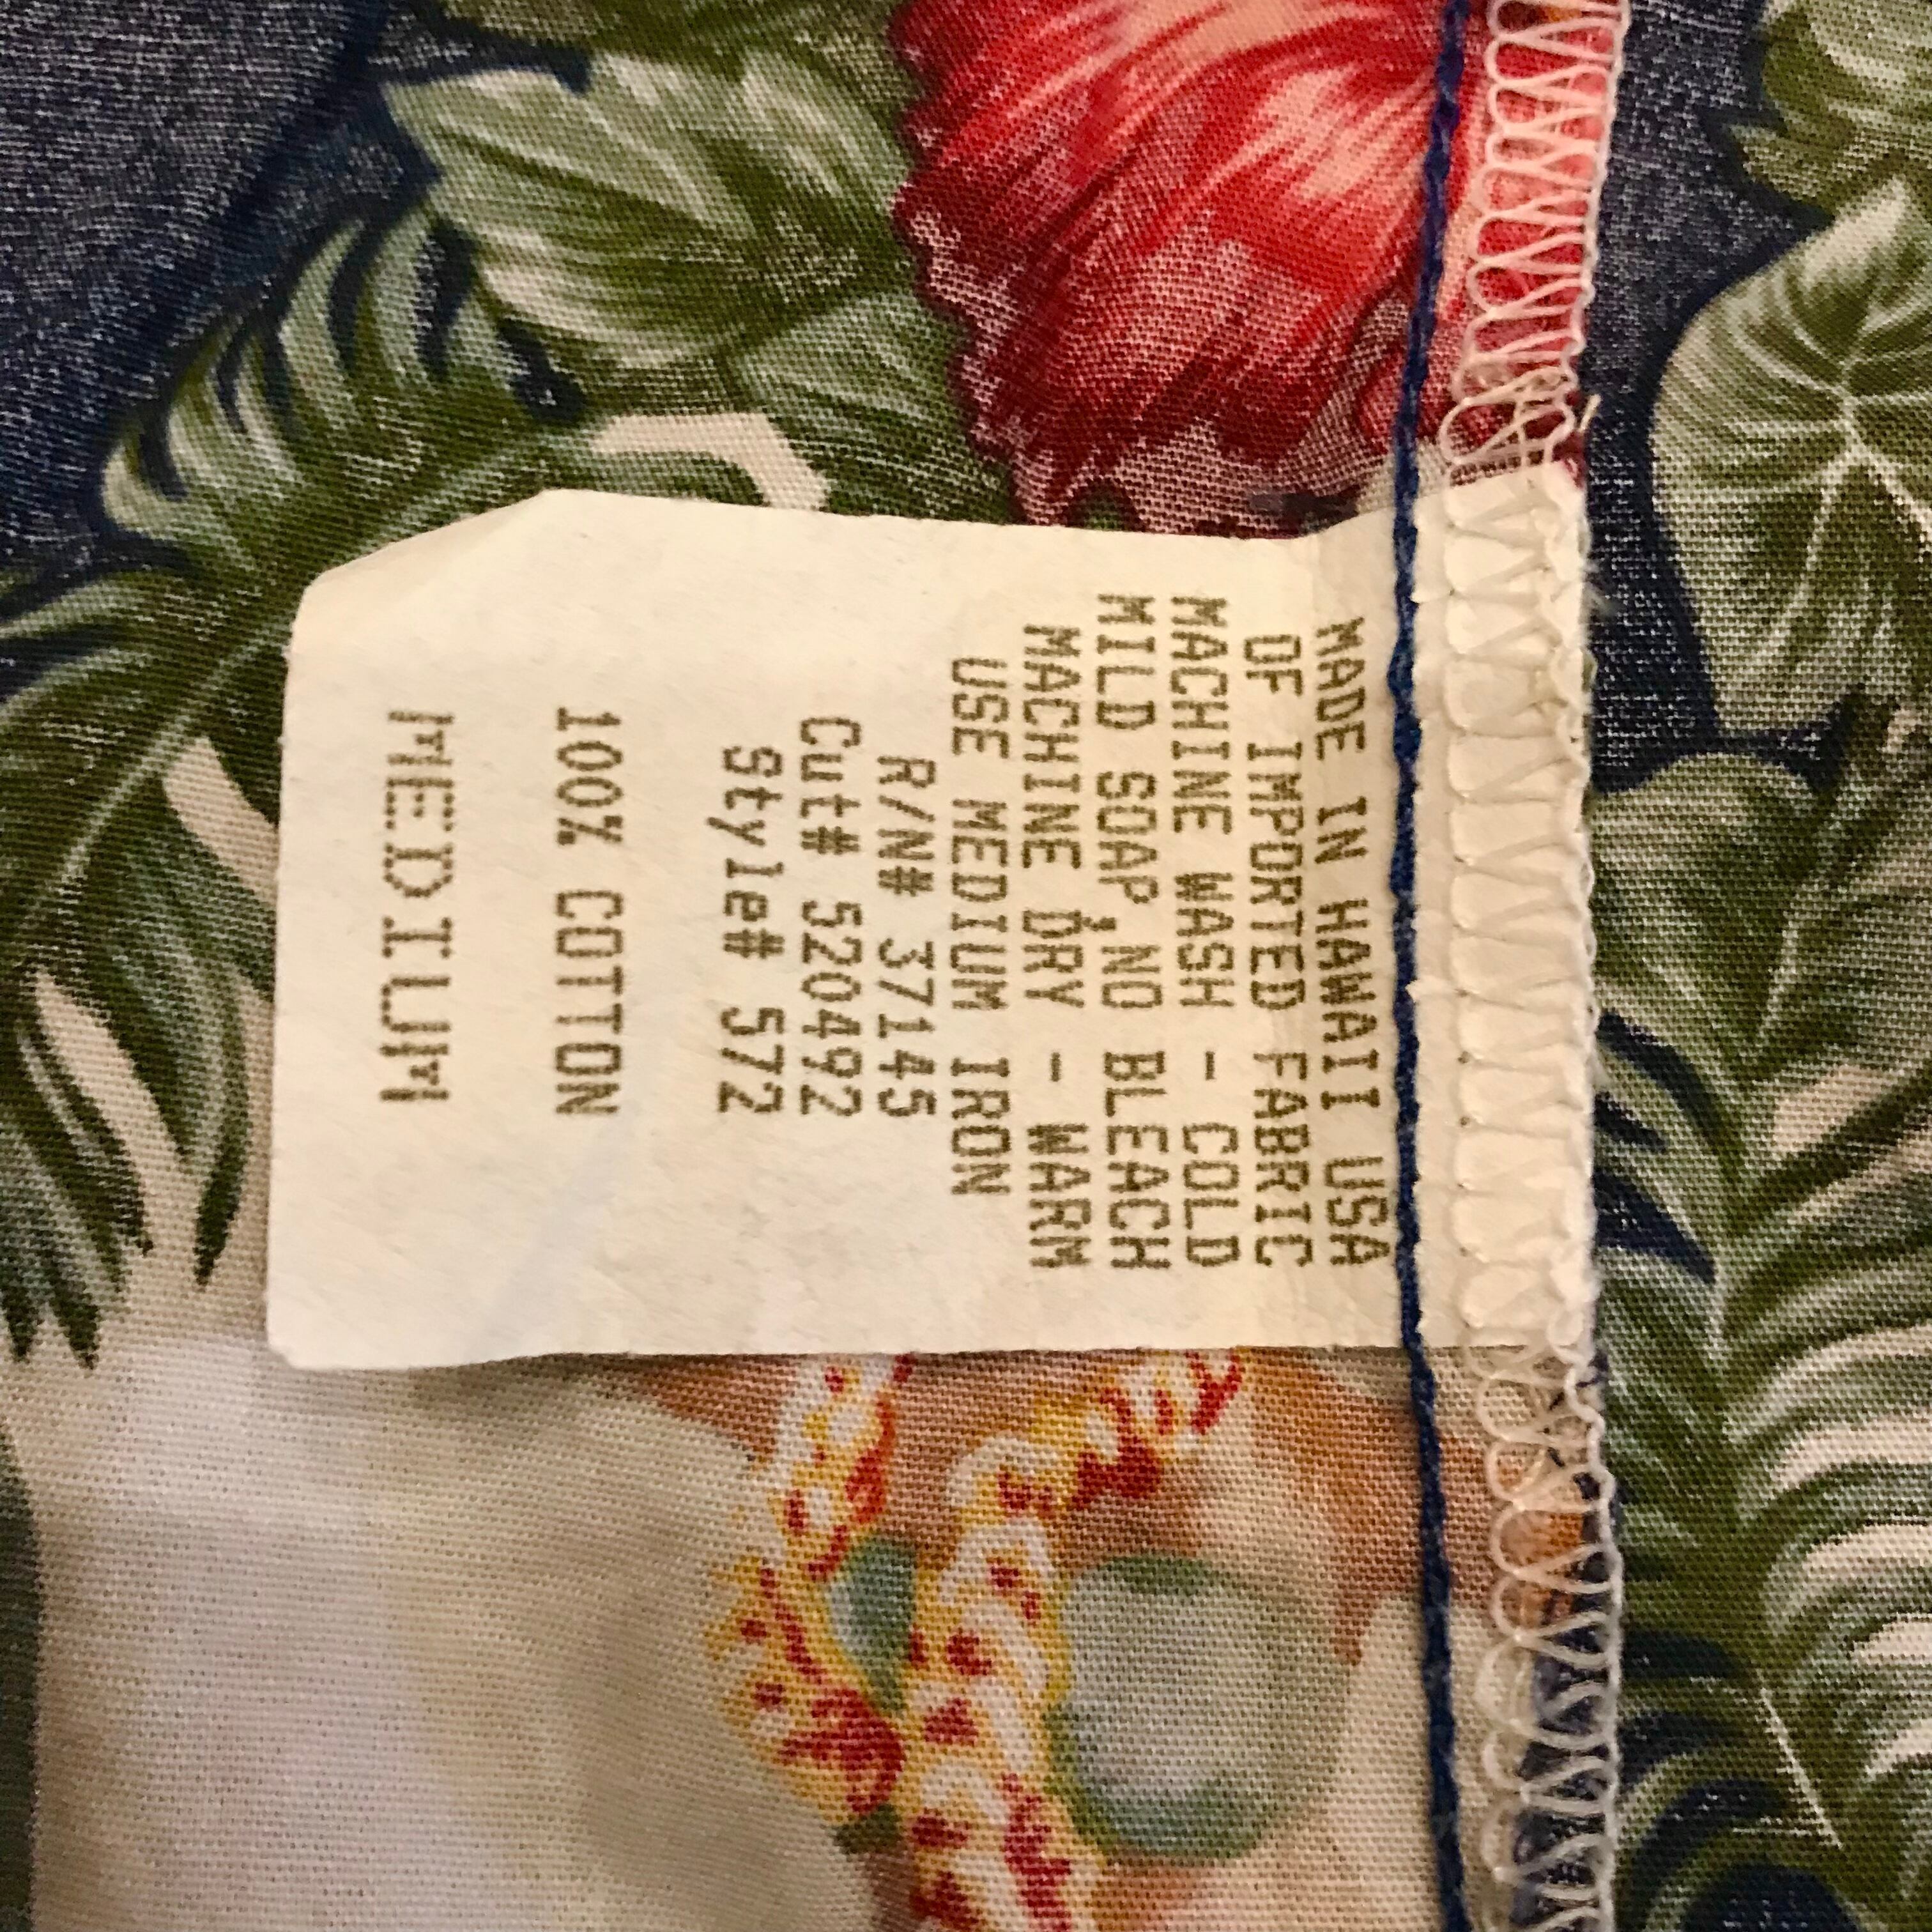 MADE IN HAWAII USA
OF IMPORTED FABRIC
MACHINE WASH - COLD
MILD SOAP,NO BLEACH
MACHINE DRY - WARM
USE MEDIUM IRON
R/N# 37145
Cut# 520492
Style# 572
100% COTTON
MEDIUM